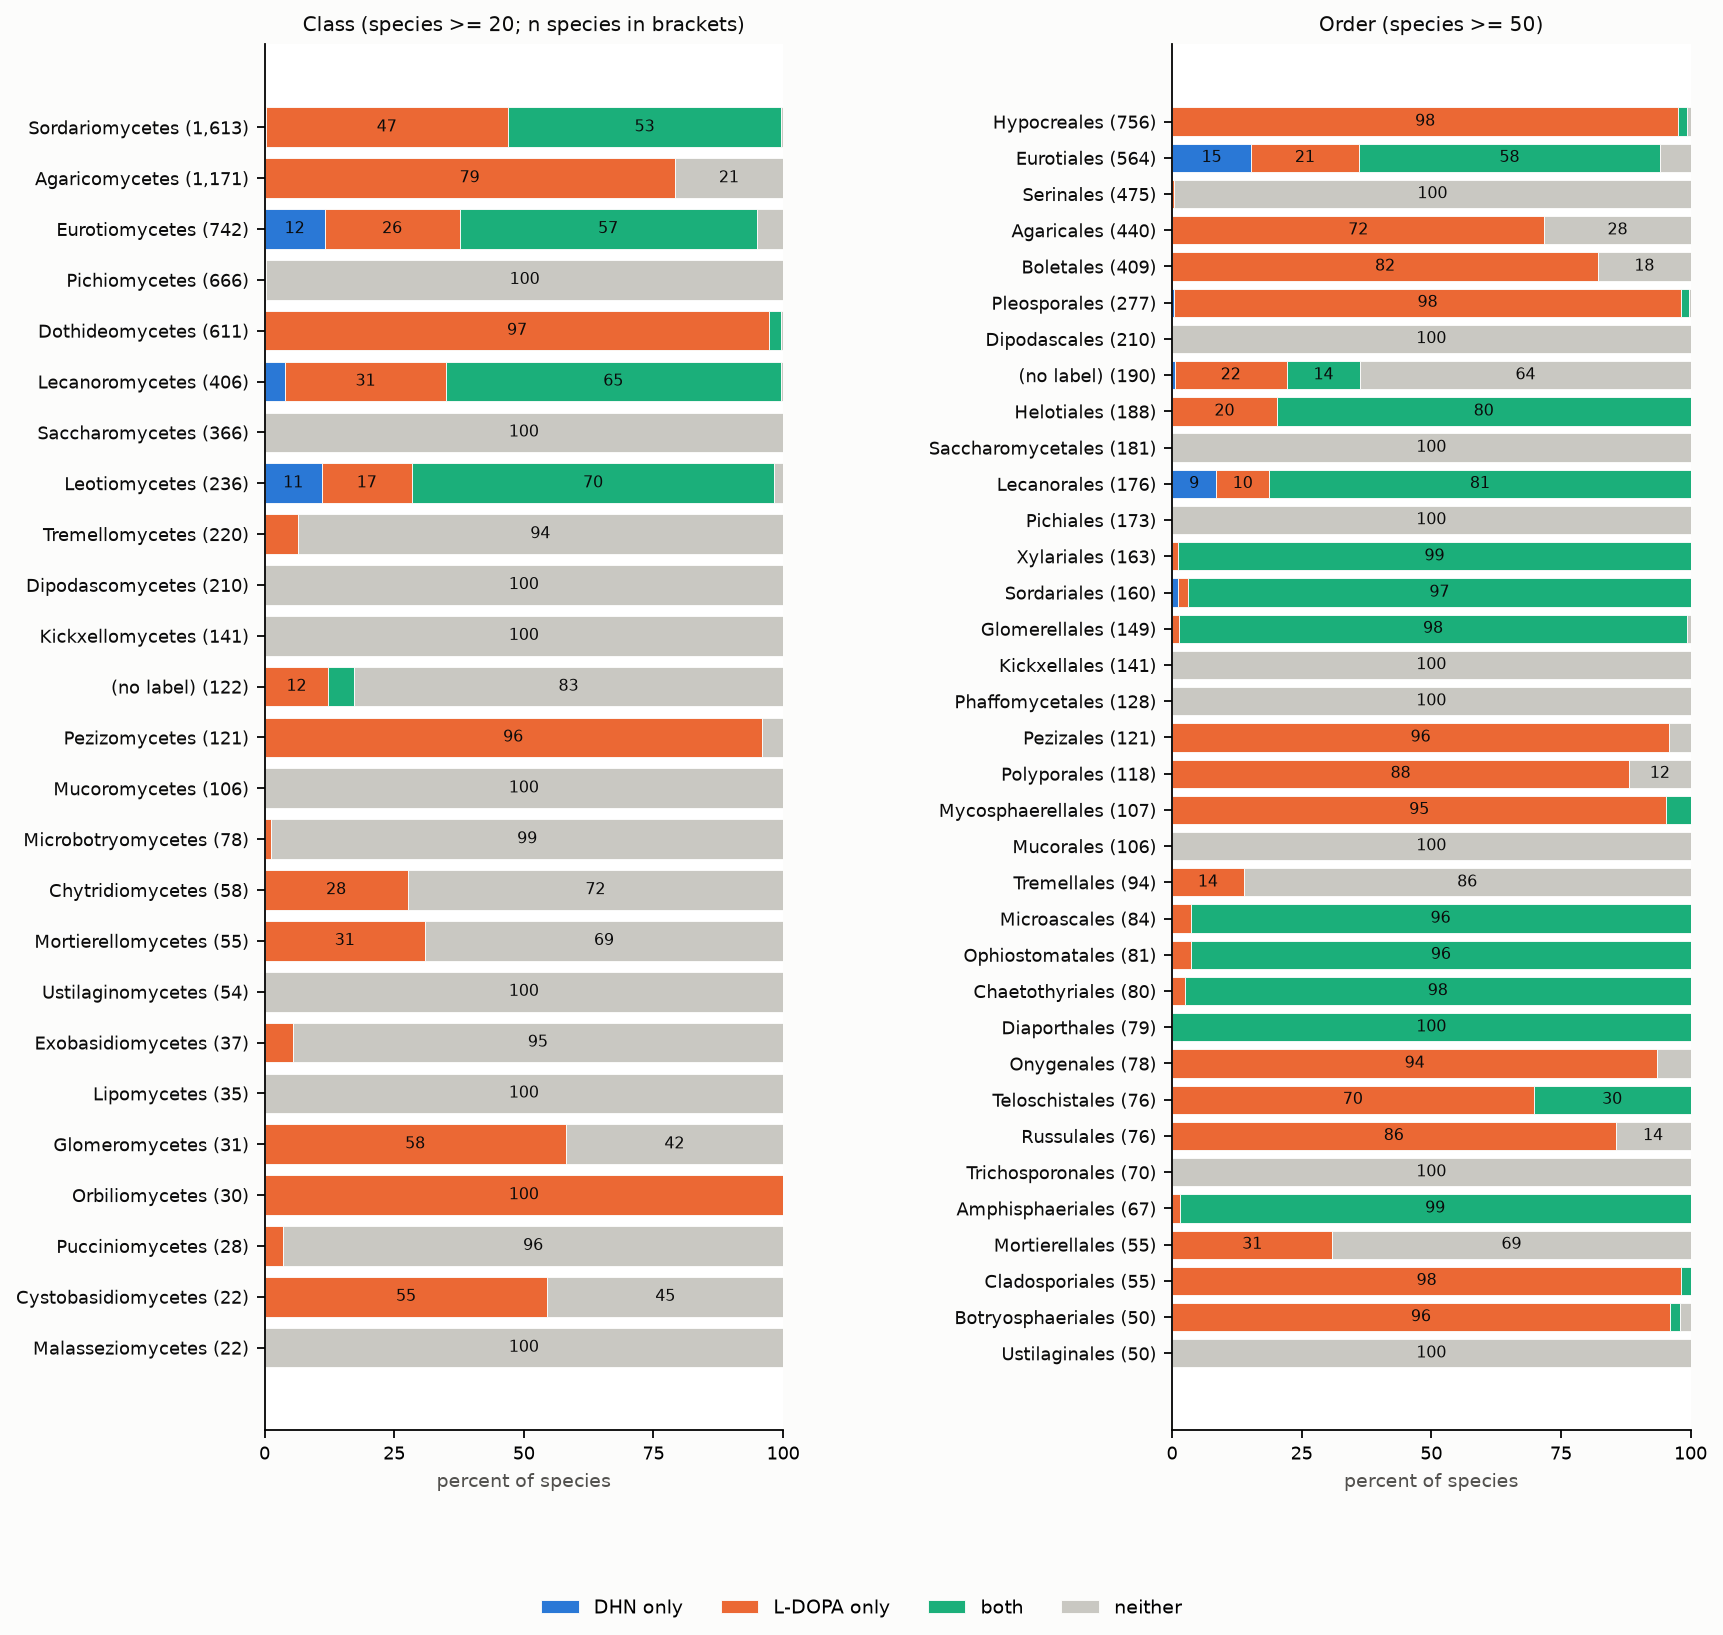 Class (species >= 20; n species in brackets)
Sordariomycetes (1,613) 47 53
Agaricomycetes (1,171) 79 21
Eurotiomycetes (742) 12 26 57
Pichiomycetes (666) 100
Dothideomycetes (611) 97
Lecanoromycetes (406) 31 65
Saccharomycetes (366) 100
Leotiomycetes (236) 11 17 70
Tremellomycetes (220) 94
Dipodascomycetes (210) 100
Kickxellomycetes (141) 100
(no label) (122) 12 83
Pezizomycetes (121) 96
Mucoromycetes (106) 100
Microbotryomycetes (78) 99
Chytridiomycetes (58) 28 72
Mortierellomycetes (55) 31 69
Ustilaginomycetes (54) 100
Exobasidiomycetes (37) 95
Lipomycetes (35) 100
Glomeromycetes (31) 58 42
Orbiliomycetes (30) 100
Pucciniomycetes (28) 96
Cystobasidiomycetes (22) 55 45
Malasseziomycetes (22) 100
0 25 50 75 100
percent of species
Order (species >= 50)
Hypocreales (756) 98
Eurotiales (564) 15 21 58
Serinales (475) 100
Agaricales (440) 72 28
Boletales (409) 82 18
Pleosporales (277) 98
Dipodascales (210) 100
(no label) (190) 22 14 64
Helotiales (188) 20 80
Saccharomycetales (181) 100
Lecanorales (176) 9 10 81
Pichiales (173) 100
Xylariales (163) 99
Sordariales (160) 97
Glomerellales (149) 98
Kickxellales (141) 100
Phaffomycetales (128) 100
Pezizales (121) 96
Polyporales (118) 88 12
Mycosphaerellales (107) 95
Mucorales (106) 100
Tremellales (94) 14 86
Microascales (84) 96
Ophiostomatales (81) 96
Chaetothyriales (80) 98
Diaporthales (79) 100
Onygenales (78) 94
Teloschistales (76) 70 30
Russulales (76) 86 14
Trichosporonales (70) 100
Amphisphaeriales (67) 99
Mortierellales (55) 31 69
Cladosporiales (55) 98
Botryosphaeriales (50) 96
Ustilaginales (50) 100
0 25 50 75 100
percent of species
DHN only L-DOPA only both neither